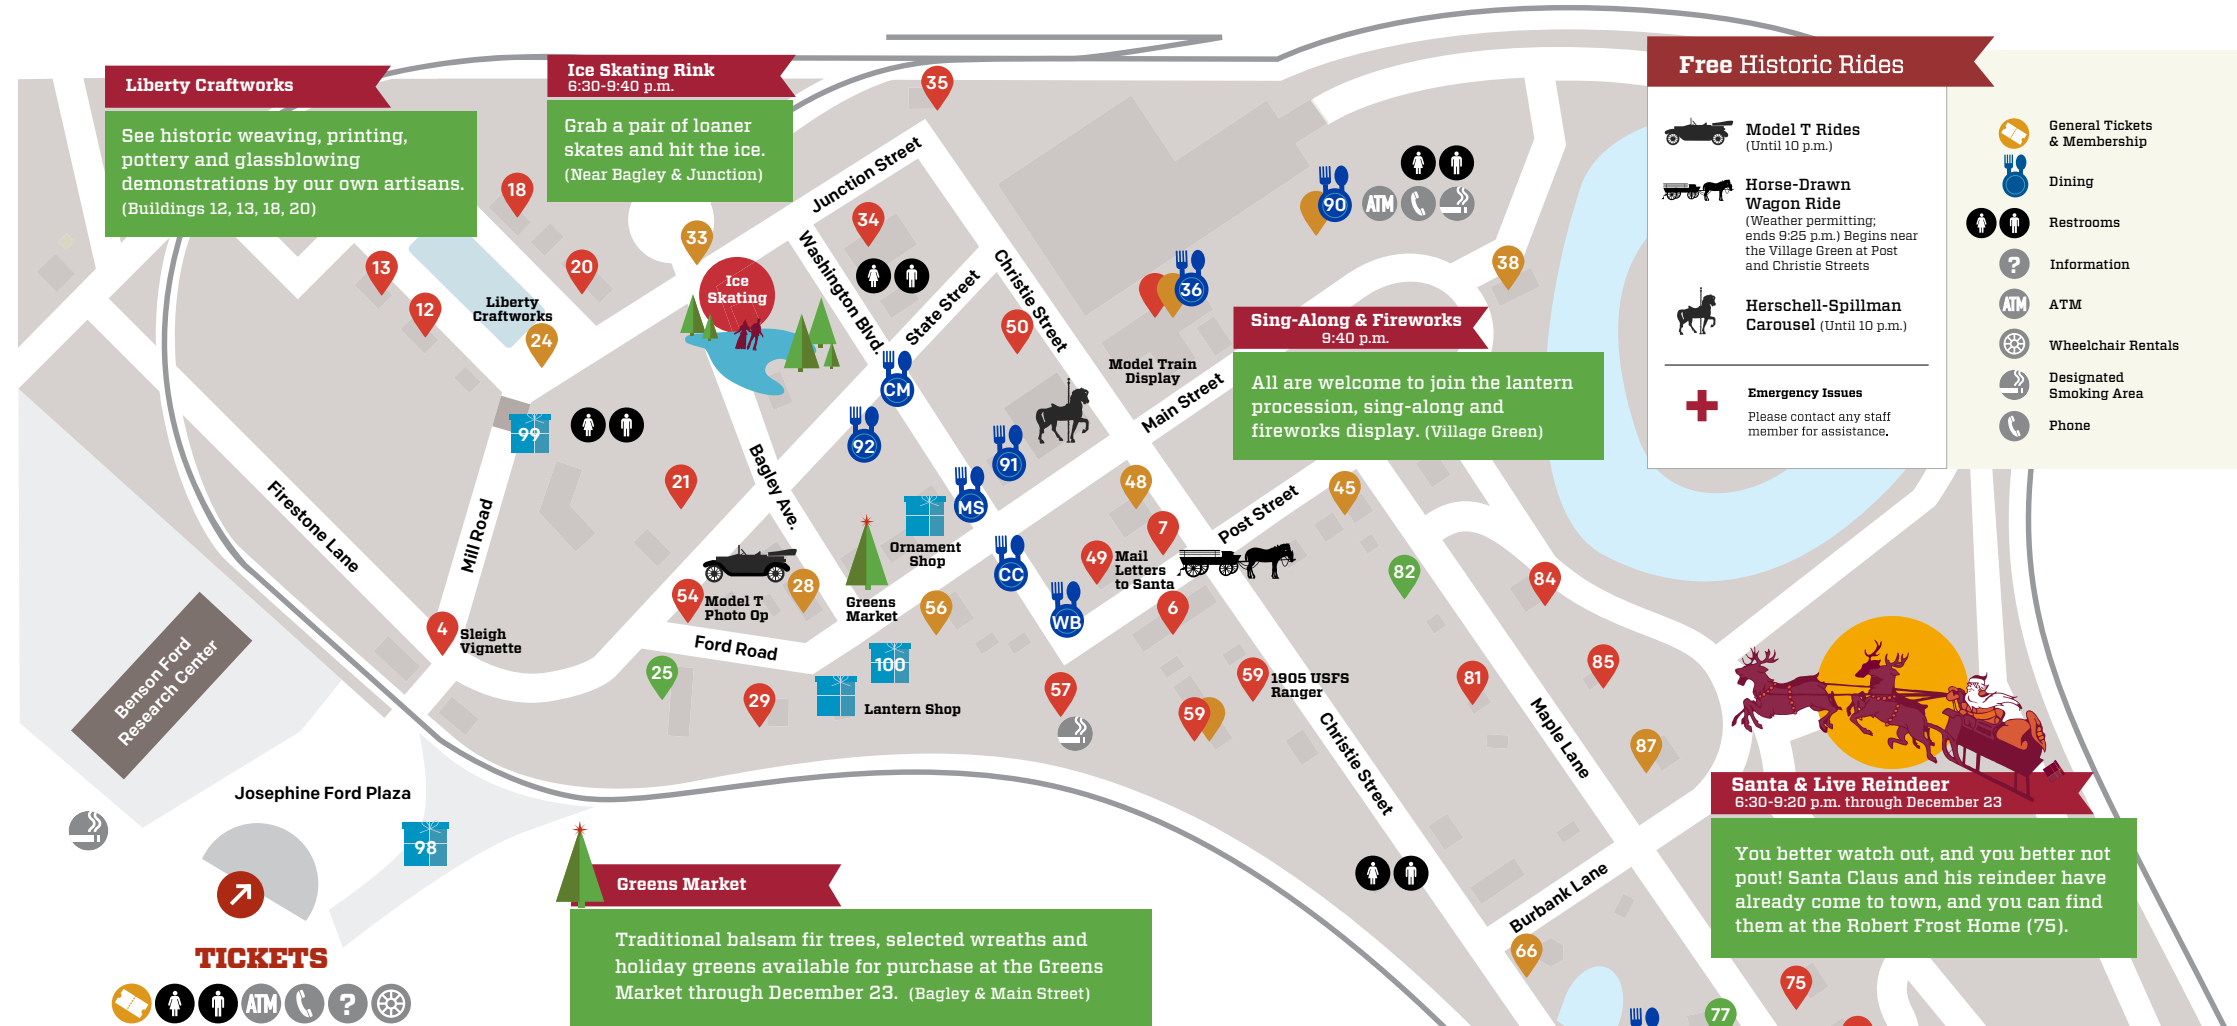 Liberty Craftworks
See historic weaving, printing,
pottery and glassblowing
demonstrations by our own artisans.
(Buildings 12, 13, 18, 20)
Ice Skating Rink
6:30-9:40 p.m.
Grab a pair of loaner
skates and hit the ice.
(Near Bagley & Junction)
Free Historic Rides
Model T Rides
(Until 10 p.m.)
Horse-Drawn
Wagon Ride
(Weather permitting;
ends 9:25 p.m.) Begins near
the Village Green at Post
and Christie Streets
Herschell-Spillman
Carousel (Until 10 p.m.)
Emergency Issues
Please contact any staff
member for assistance.
General Tickets
& Membership
Dining
Restrooms
?
Information
ATM
ATM
Wheelchair Rentals
Designated
Smoking Area
Phone
35
18
Junction Street
34
33
13
20
12
Liberty
Craftworks
24
Ice
Skating
Washington Blvd.
State Street
Christie Street
50
90
ATM
36
38
Model Train
Display
Main Street
Sing-Along & Fireworks
9:40 p.m.
All are welcome to join the lantern
procession, sing-along and
fireworks display. (Village Green)
CM
92
91
MS
99
21
Bagley Ave.
Firestone Lane
Mill Road
48
45
Post Street
7
49
Mail
Letters
to Santa
Ornament
Shop
CC
WB
6
82
84
54
Model T
Photo Op
28
Greens
Market
56
4
Sleigh
Vignette
Ford Road
25
29
100
Lantern Shop
57
59
59
1905 USFS
Ranger
81
85
87
Maple Lane
Christie Street
Benson Ford
Research Center
Josephine Ford Plaza
98
TICKETS
ATM
?
Greens Market
Traditional balsam fir trees, selected wreaths and
holiday greens available for purchase at the Greens
Market through December 23. (Bagley & Main Street)
Burbank Lane
66
Santa & Live Reindeer
6:30-9:20 p.m. through December 23
You better watch out, and you better not
pout! Santa Claus and his reindeer have
already come to town, and you can find
them at the Robert Frost Home (75).
75
77